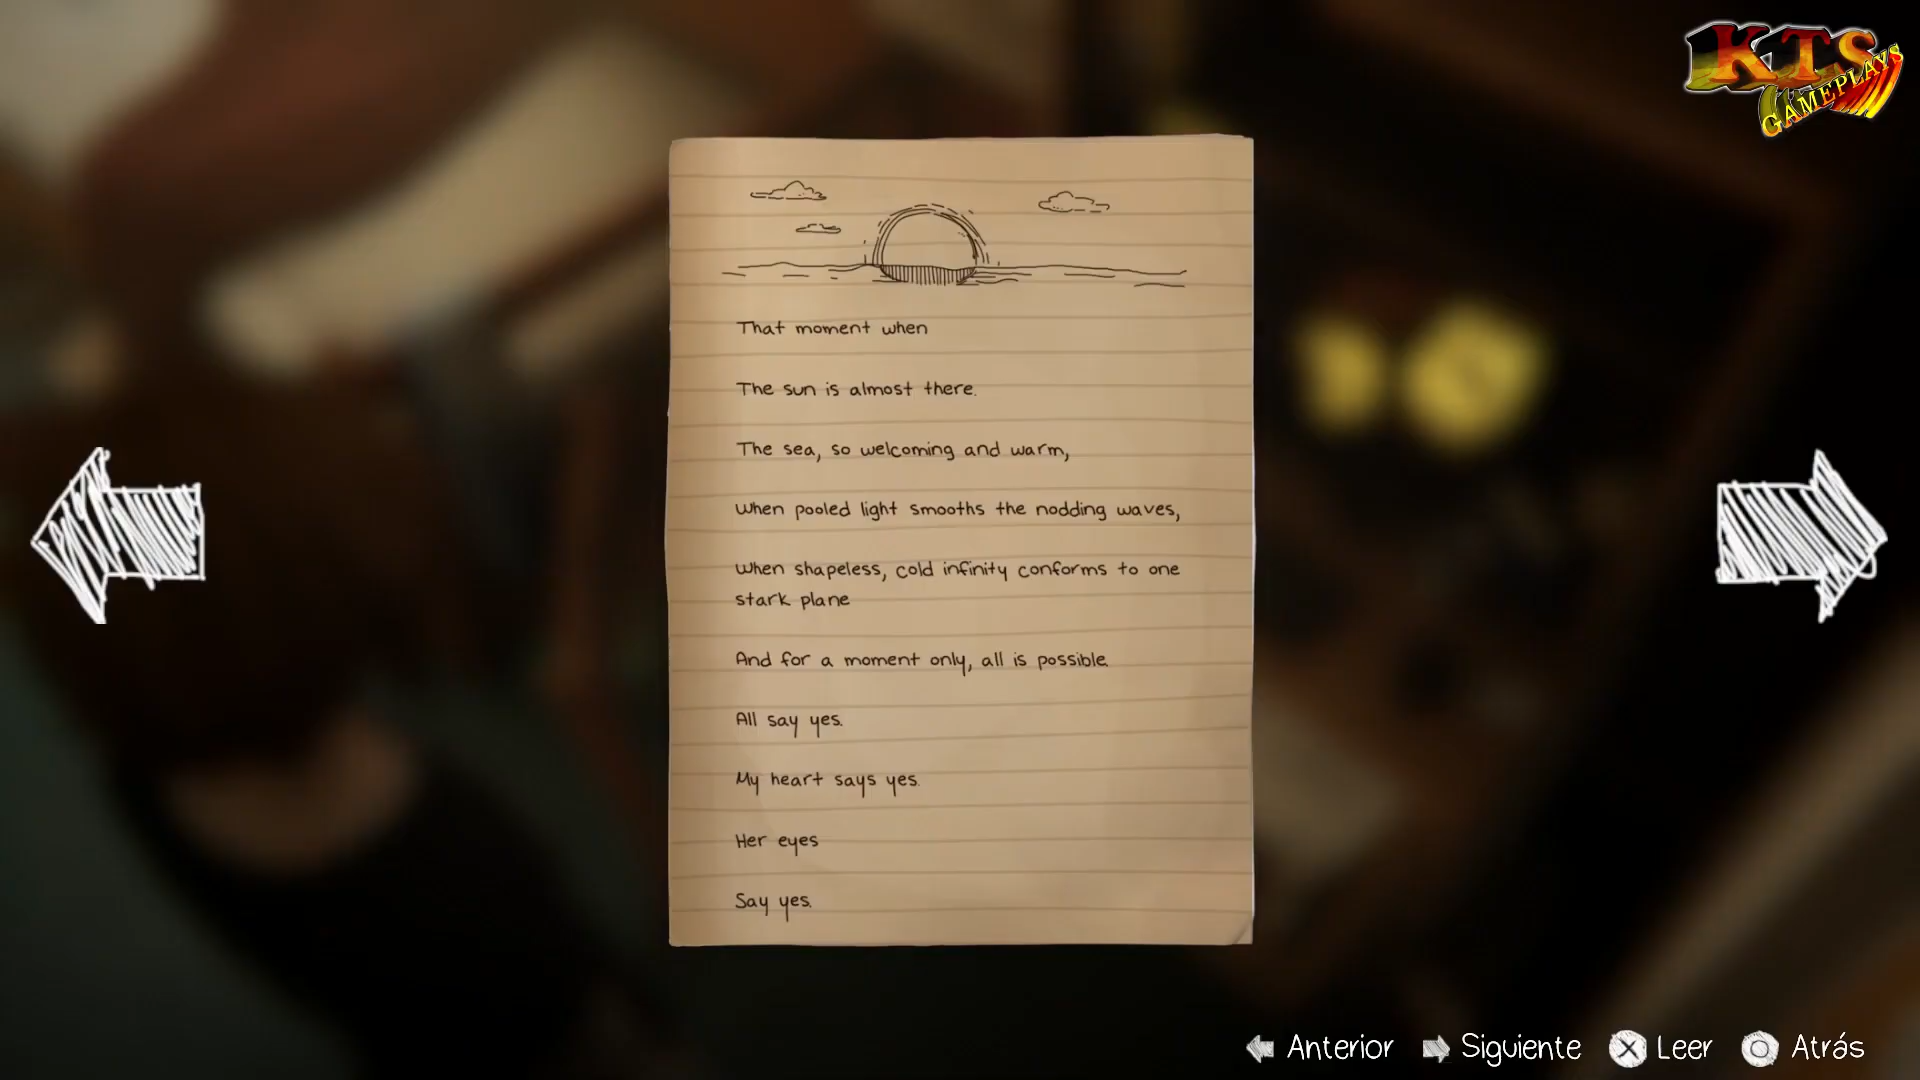 KTS
GAMEPLAYS
That moment when
The sun is almost there.
The sea, so welcoming and warm,
When pooled light smooths the nodding waves,
When shapeless, cold infinity conforms to one
stark plane
And for a moment only, all is possible.
All say yes.
My heart says yes.
Her eyes
Say yes.
Anterior Siguiente Leer Atrás